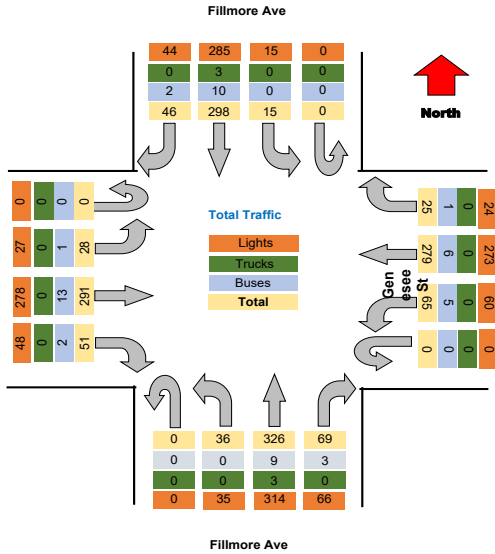 Fillmore Ave
44 285 15 0
0 3 0 0
2 10 0 0
46 298 15 0
North
0 0 0 0
27 0 1 28
278 0 13 291
48 0 2 51
Total Traffic
Lights
Trucks
Buses
Total
25 1 0 24
279 6 0 273
65 5 0 60
0 0 0 0
Gen
esee
St
0 36 326 69
0 0 9 3
0 0 3 0
0 35 314 66
Fillmore Ave